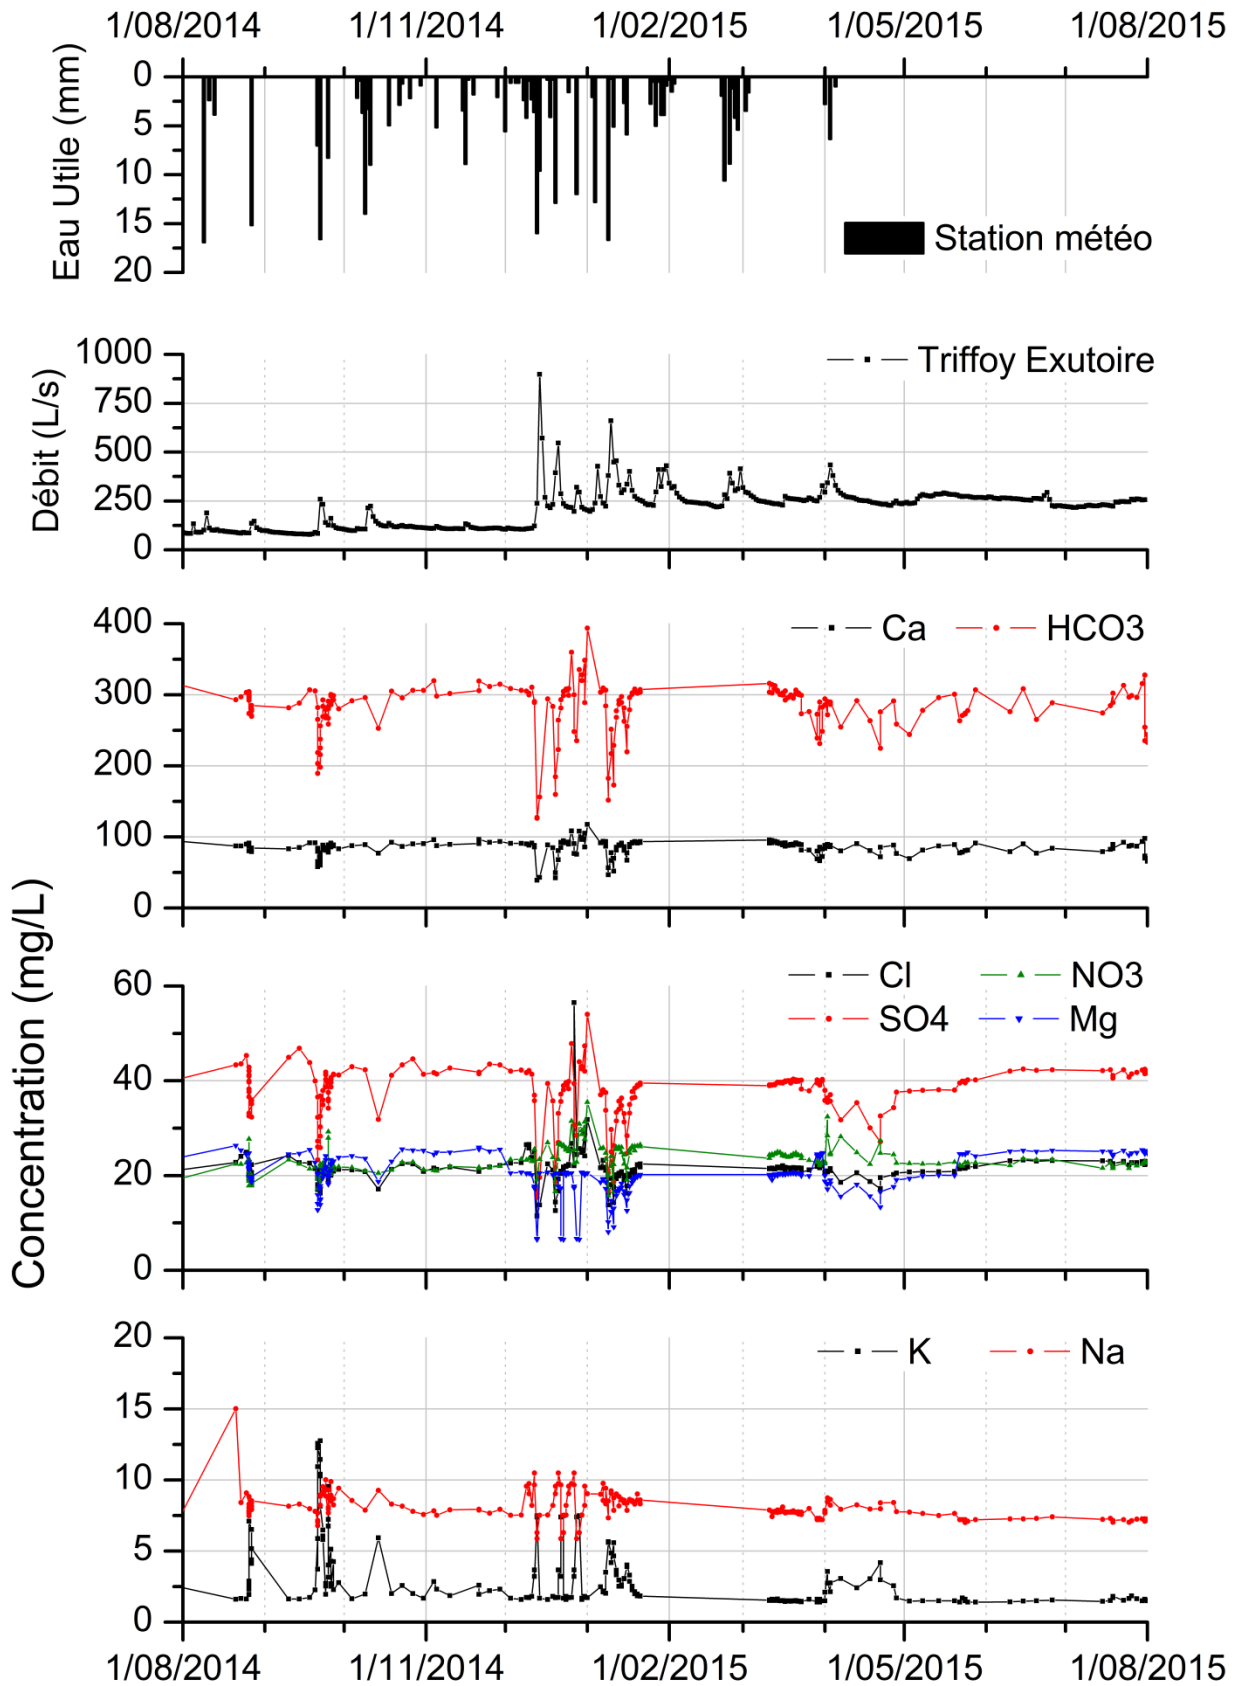 1/08/2014 1/11/2014 1/02/2015 1/05/2015 1/08/2015
Eau Utile (mm)
0
5
10
15
20
Station météo
Débit (L/s)
1000
750
500
250
0
Triffoy Exutoire
Concentration (mg/L)
400
300
200
100
0
Ca HCO3
60
40
20
0
Cl NO3
SO4 Mg
20
15
10
5
0
K Na
1/08/2014 1/11/2014 1/02/2015 1/05/2015 1/08/2015